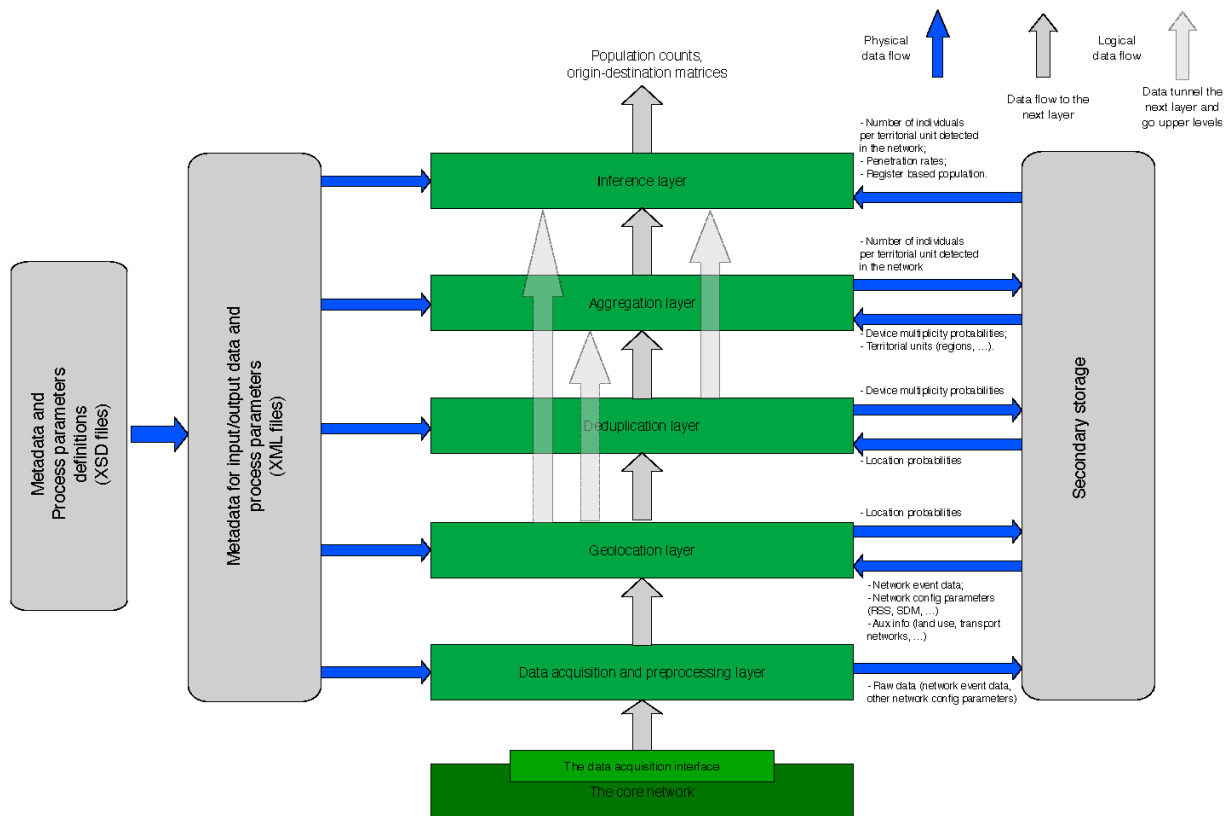 Physical
data flow
Logical
data flow
Data flow to the
next layer
Data tunnel the
next layer and
go upper levels
Population counts,
origin-destination matrices
- Number of individuals
per territorial unit detected
in the network;
- Penetration rates;
- Register based population.
Inference layer
- Number of individuals
per territorial unit detected
in the network
Aggregation layer
- Device multiplicity probabilities;
- Territorial units (regions, ...).
- Device multiplicity probabilities
Deduplication layer
- Location probabilities
- Location probabilities
Geolocation layer
- Network event data;
- Network config parameters
(RSS, SDM, ...)
- Aux info (land use, transport
networks, ...)
Data acquisition and preprocessing layer
- Raw data (network event data,
other network config parameters)
The data acquisition interface
The core network
Metadata and
Process parameters
definitions
(XSD files)
Metadata for input/output data and
process parameters
(XML files)
Secondary storage